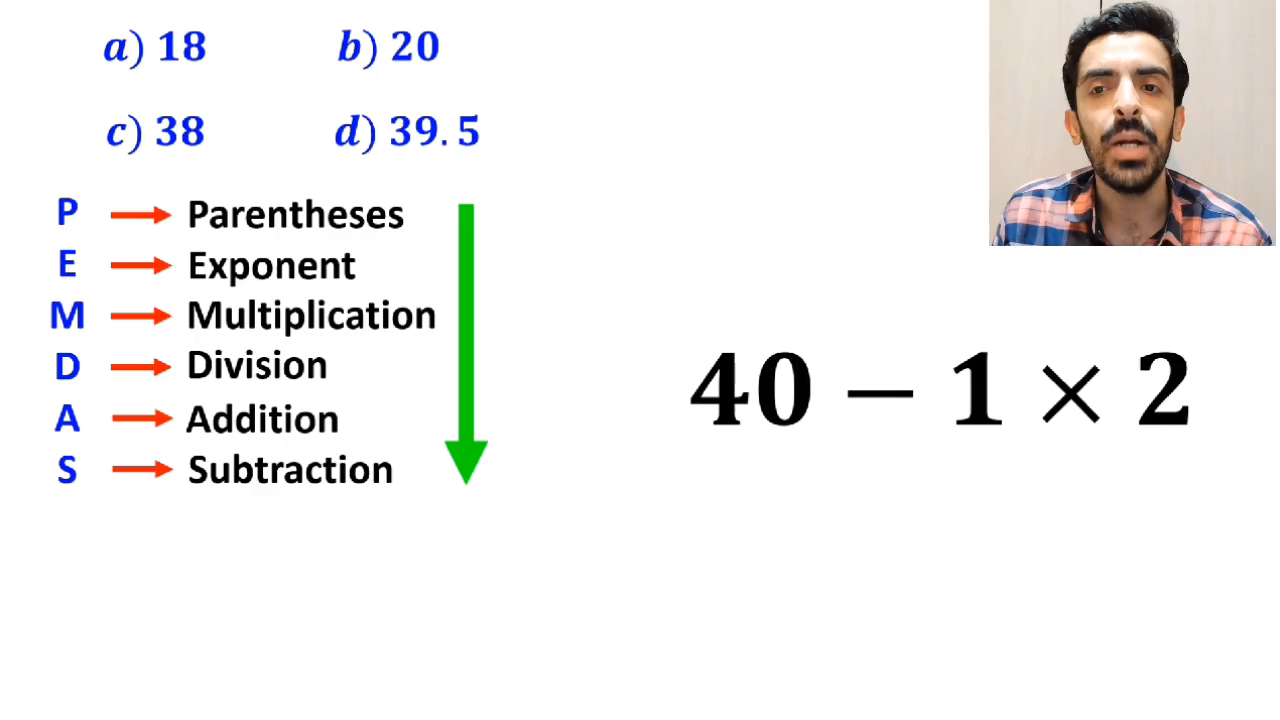 a) 18 b) 20
c) 38 d) 39.5
P → Parentheses
E → Exponent
M → Multiplication
D → Division
A → Addition
S → Subtraction
40 − 1 × 2